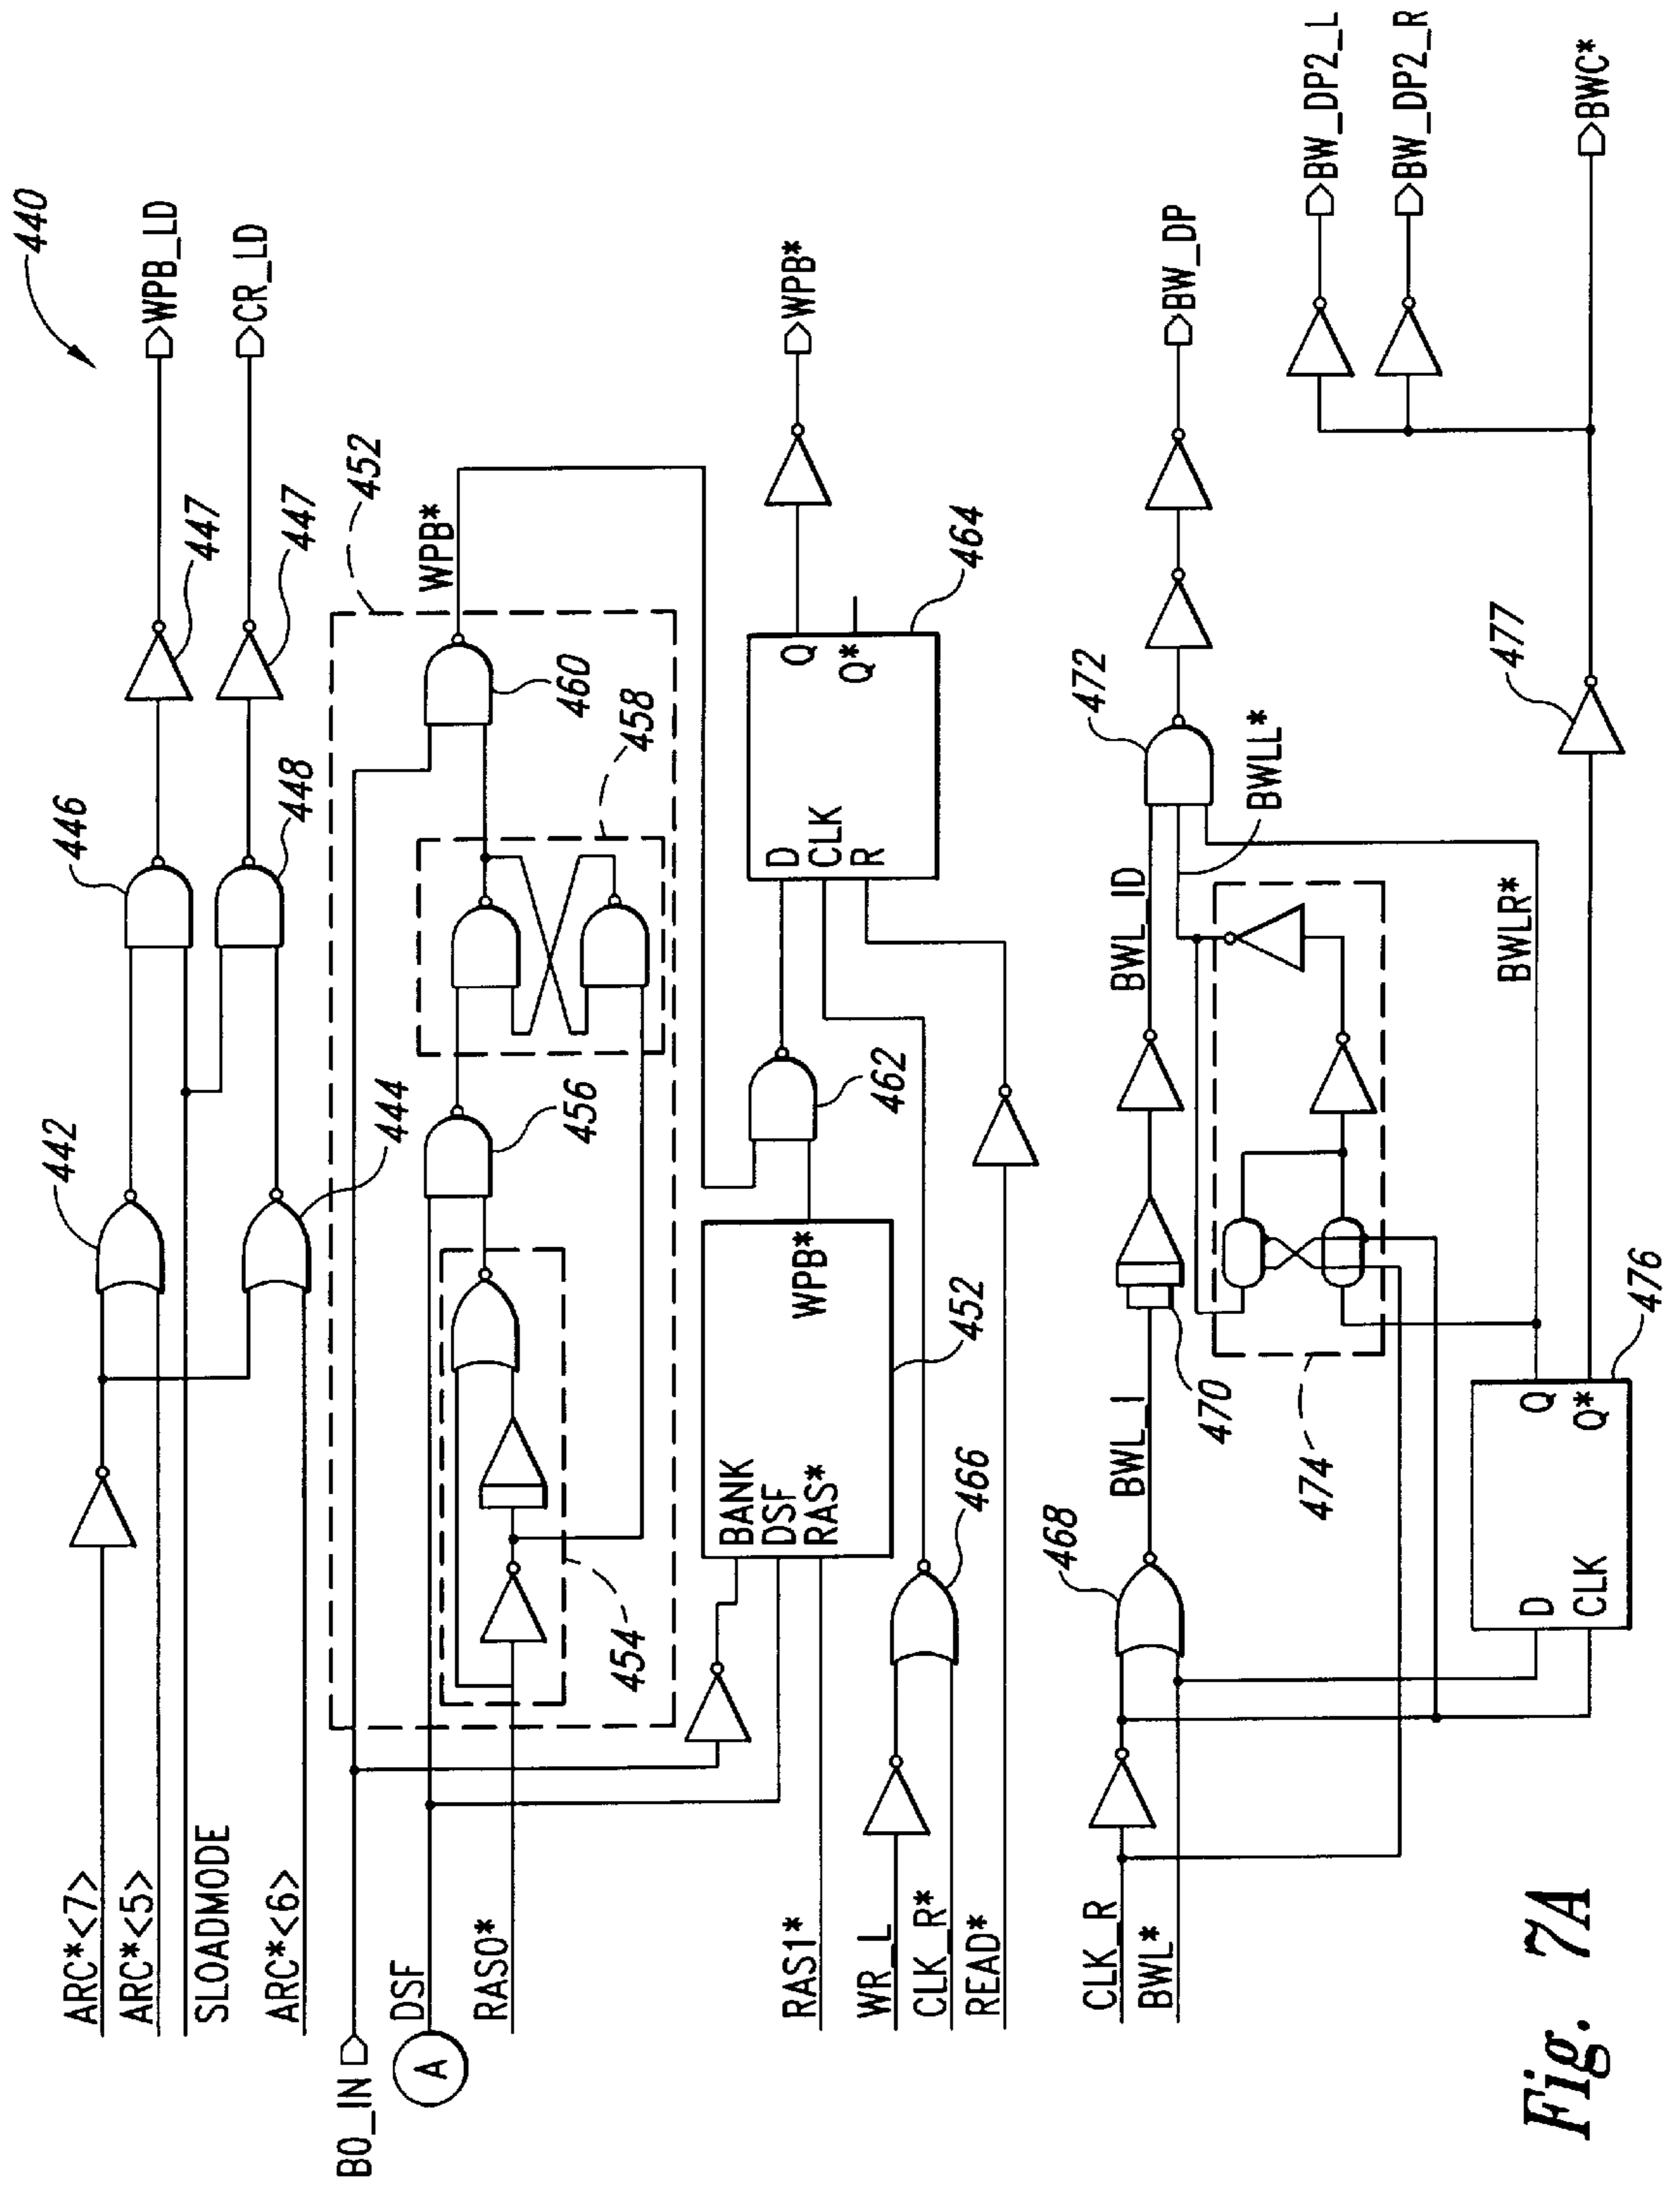 440
ARC*<7>
442
446
447
WPB_LD
ARC*<5>
SLOADMODE
444
448
447
CR_LD
ARC*<6>
B0_IN
452
A
DSF
456
460
WPB*
RAS0*
454
458
BANK
DSF
RAS*
WPB*
452
462
D
CLK
R
Q
Q*
464
WPB*
RAS1*
WR_L
CLK_R*
466
READ*
CLK_R
BWL*
468
BWL_I
470
BWL_ID
472
BW_DP
474
BWLL*
BWLR*
D
CLK
Q
Q*
476
477
BW_DP2_L
BW_DP2_R
BWC*
Fig. 7A